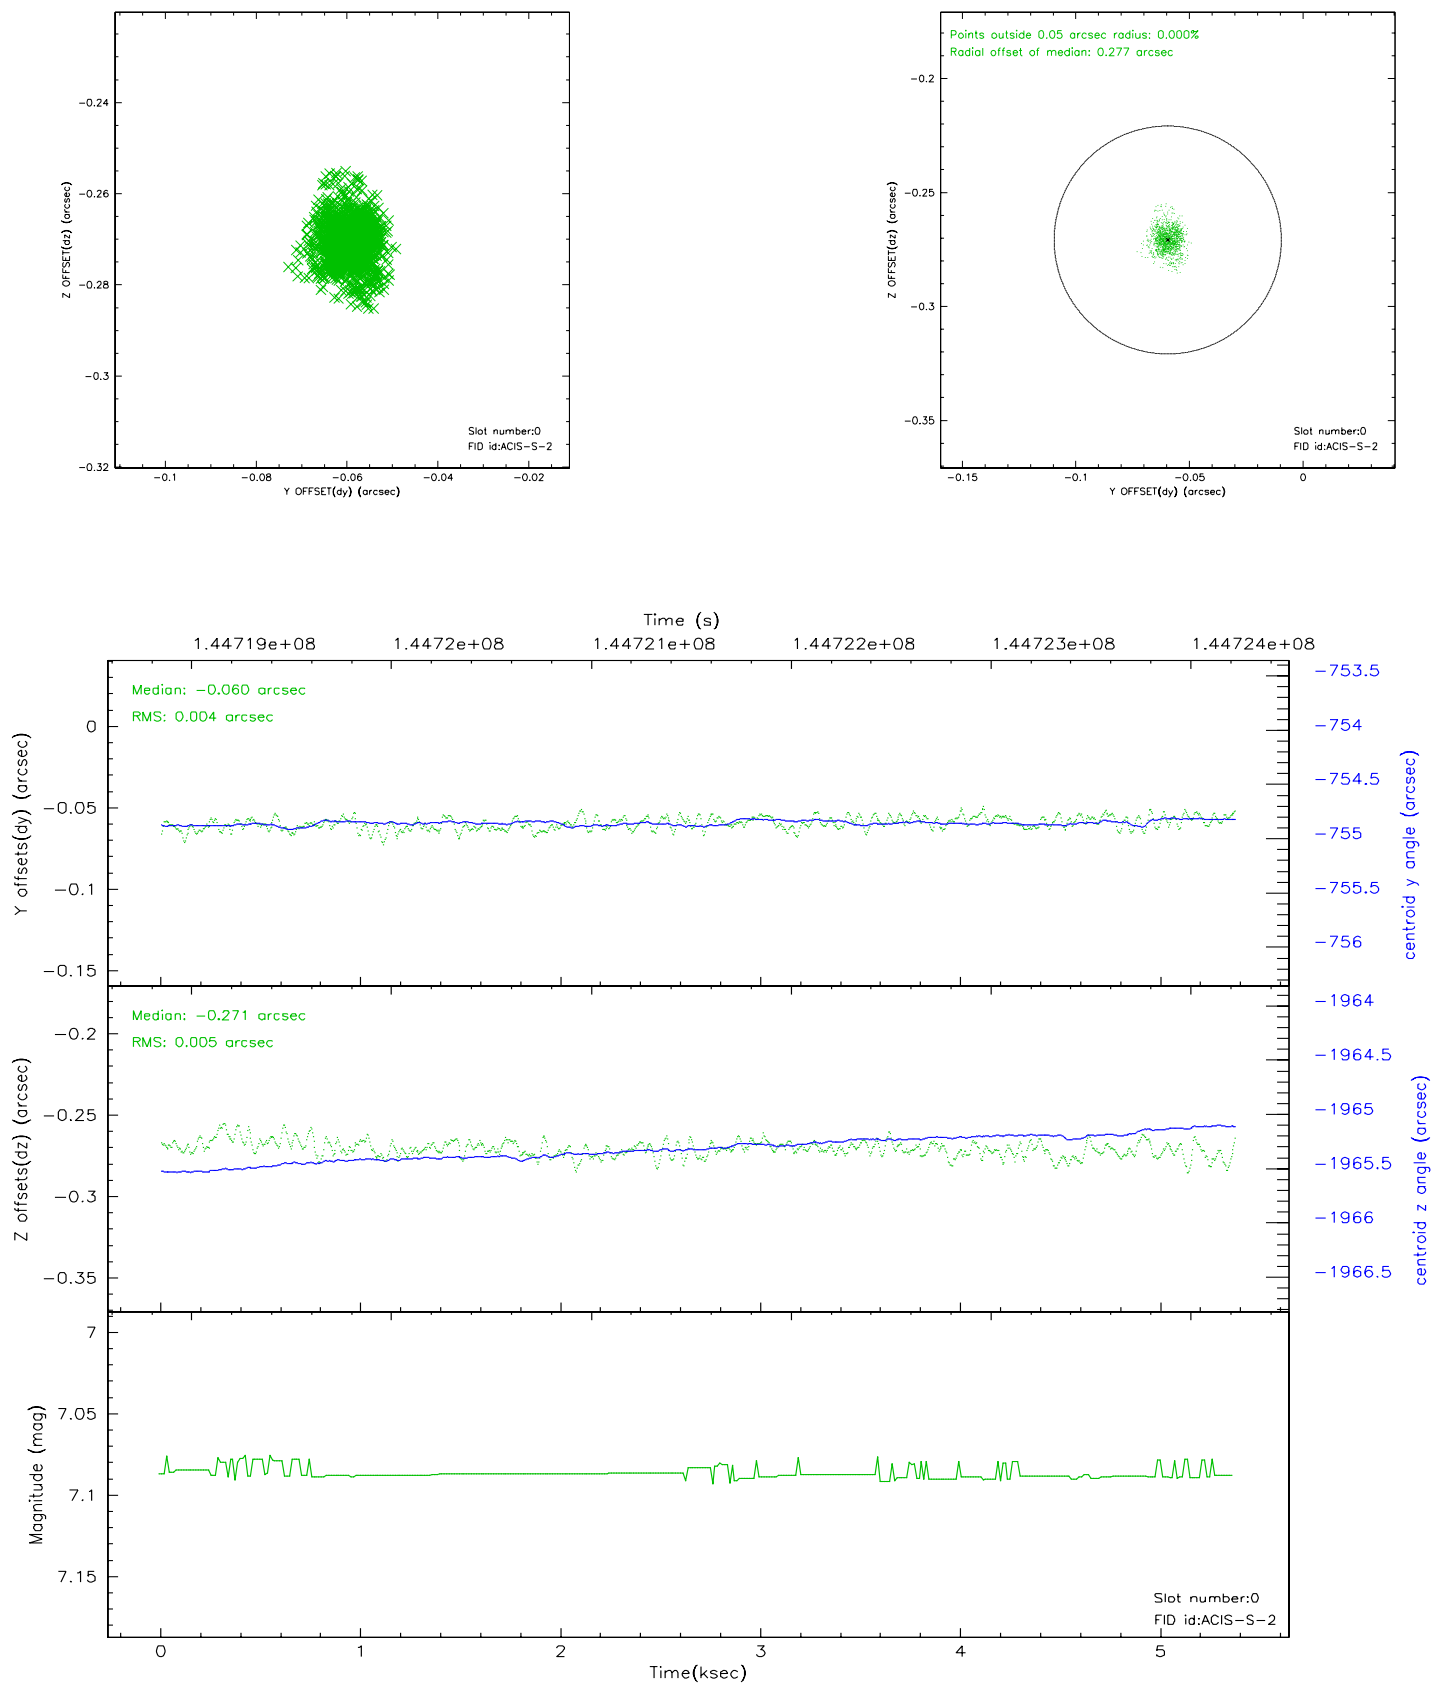 -0.24
-0.26
-0.28
-0.3
-0.32
Z OFFSET(dz) (arcsec)
Slot number:0
FID id:ACIS-S-2
-0.1
-0.08
-0.06
-0.04
-0.02
Y OFFSET(dy) (arcsec)
Points outside 0.05 arcsec radius: 0.000%
Radial offset of median: 0.277 arcsec
-0.2
-0.25
-0.3
-0.35
Z OFFSET(dz) (arcsec)
Slot number:0
FID id:ACIS-S-2
-0.15
-0.1
-0.05
0
Y OFFSET(dy) (arcsec)
Time (s)
1.44719e+08
1.4472e+08
1.44721e+08
1.44722e+08
1.44723e+08
1.44724e+08
Median: -0.060 arcsec
RMS: 0.004 arcsec
0
-0.05
-0.1
-0.15
Y offsets(dy) (arcsec)
-753.5
-754
-754.5
-755
-755.5
-756
centroid y angle (arcsec)
Median: -0.271 arcsec
RMS: 0.005 arcsec
-0.2
-0.25
-0.3
-0.35
Z offsets(dz) (arcsec)
-1964
-1964.5
-1965
-1965.5
-1966
-1966.5
centroid z angle (arcsec)
7
7.05
7.1
7.15
Magnitude (mag)
Slot number:0
FID id:ACIS-S-2
0
1
2
3
4
5
Time(ksec)